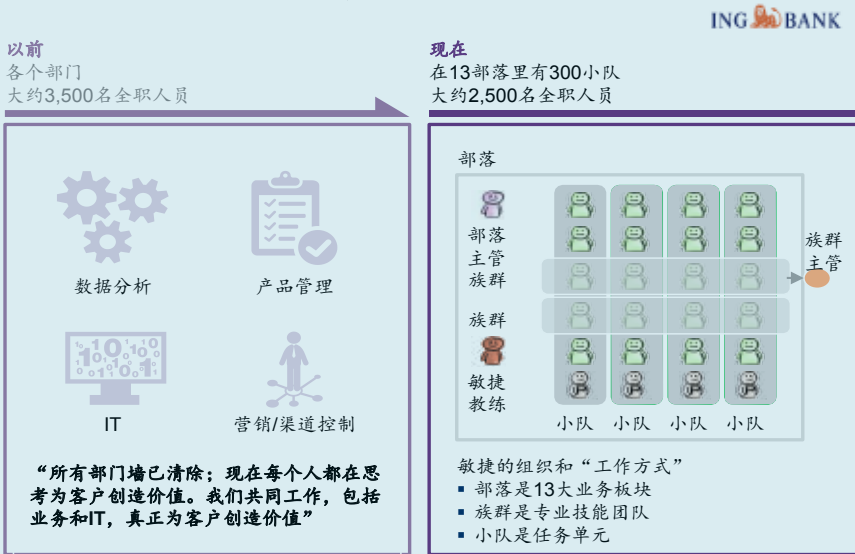 ING BANK
以前
各个部门
大约3,500名全职人员
现在
在13部落里有300小队
大约2,500名全职人员
数据分析
产品管理
IT
营销/渠道控制
“所有部门墙已清除；现在每个人都在思
考为客户创造价值。我们共同工作，包括
业务和IT，真正为客户创造价值”
部落
部落
主管
族群
族群
敏捷
教练
小队 小队 小队 小队
族群
主管
敏捷的组织和“工作方式”
▪ 部落是13大业务板块
▪ 族群是专业技能团队
▪ 小队是任务单元